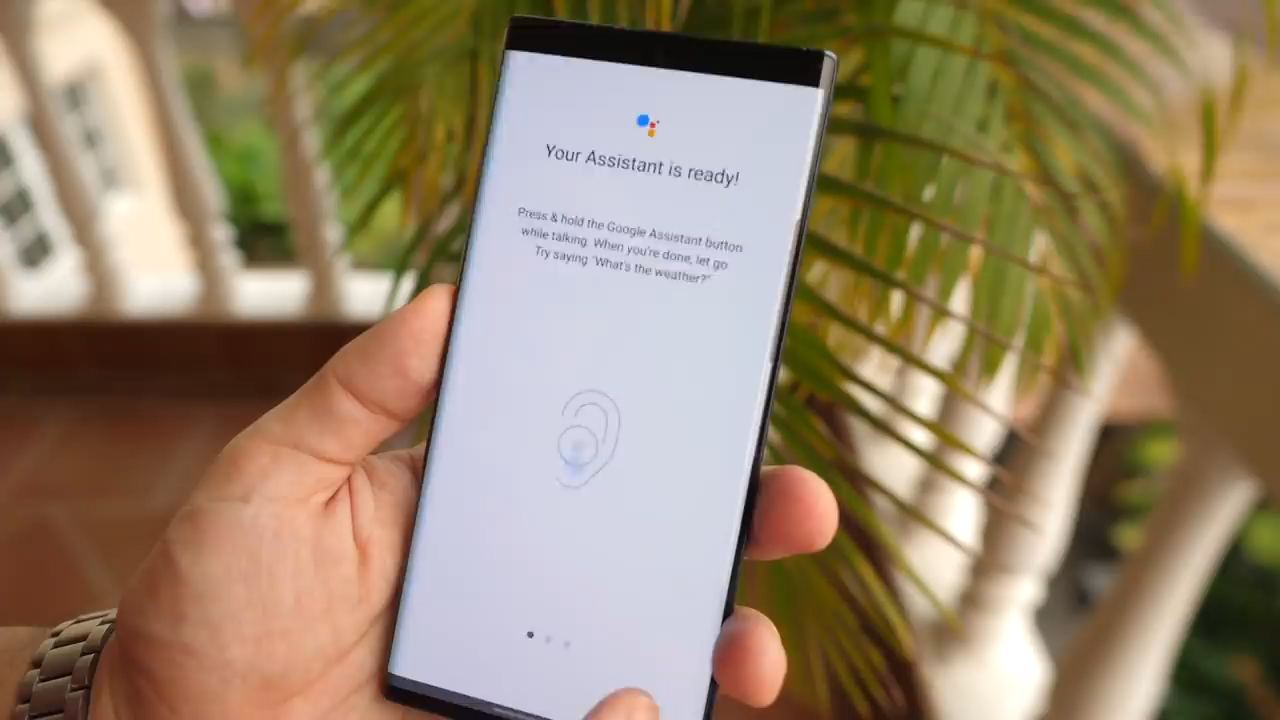 Your Assistant is ready!
Press & hold the Google Assistant button
while talking. When you're done, let go
Try saying "What's the weather?"